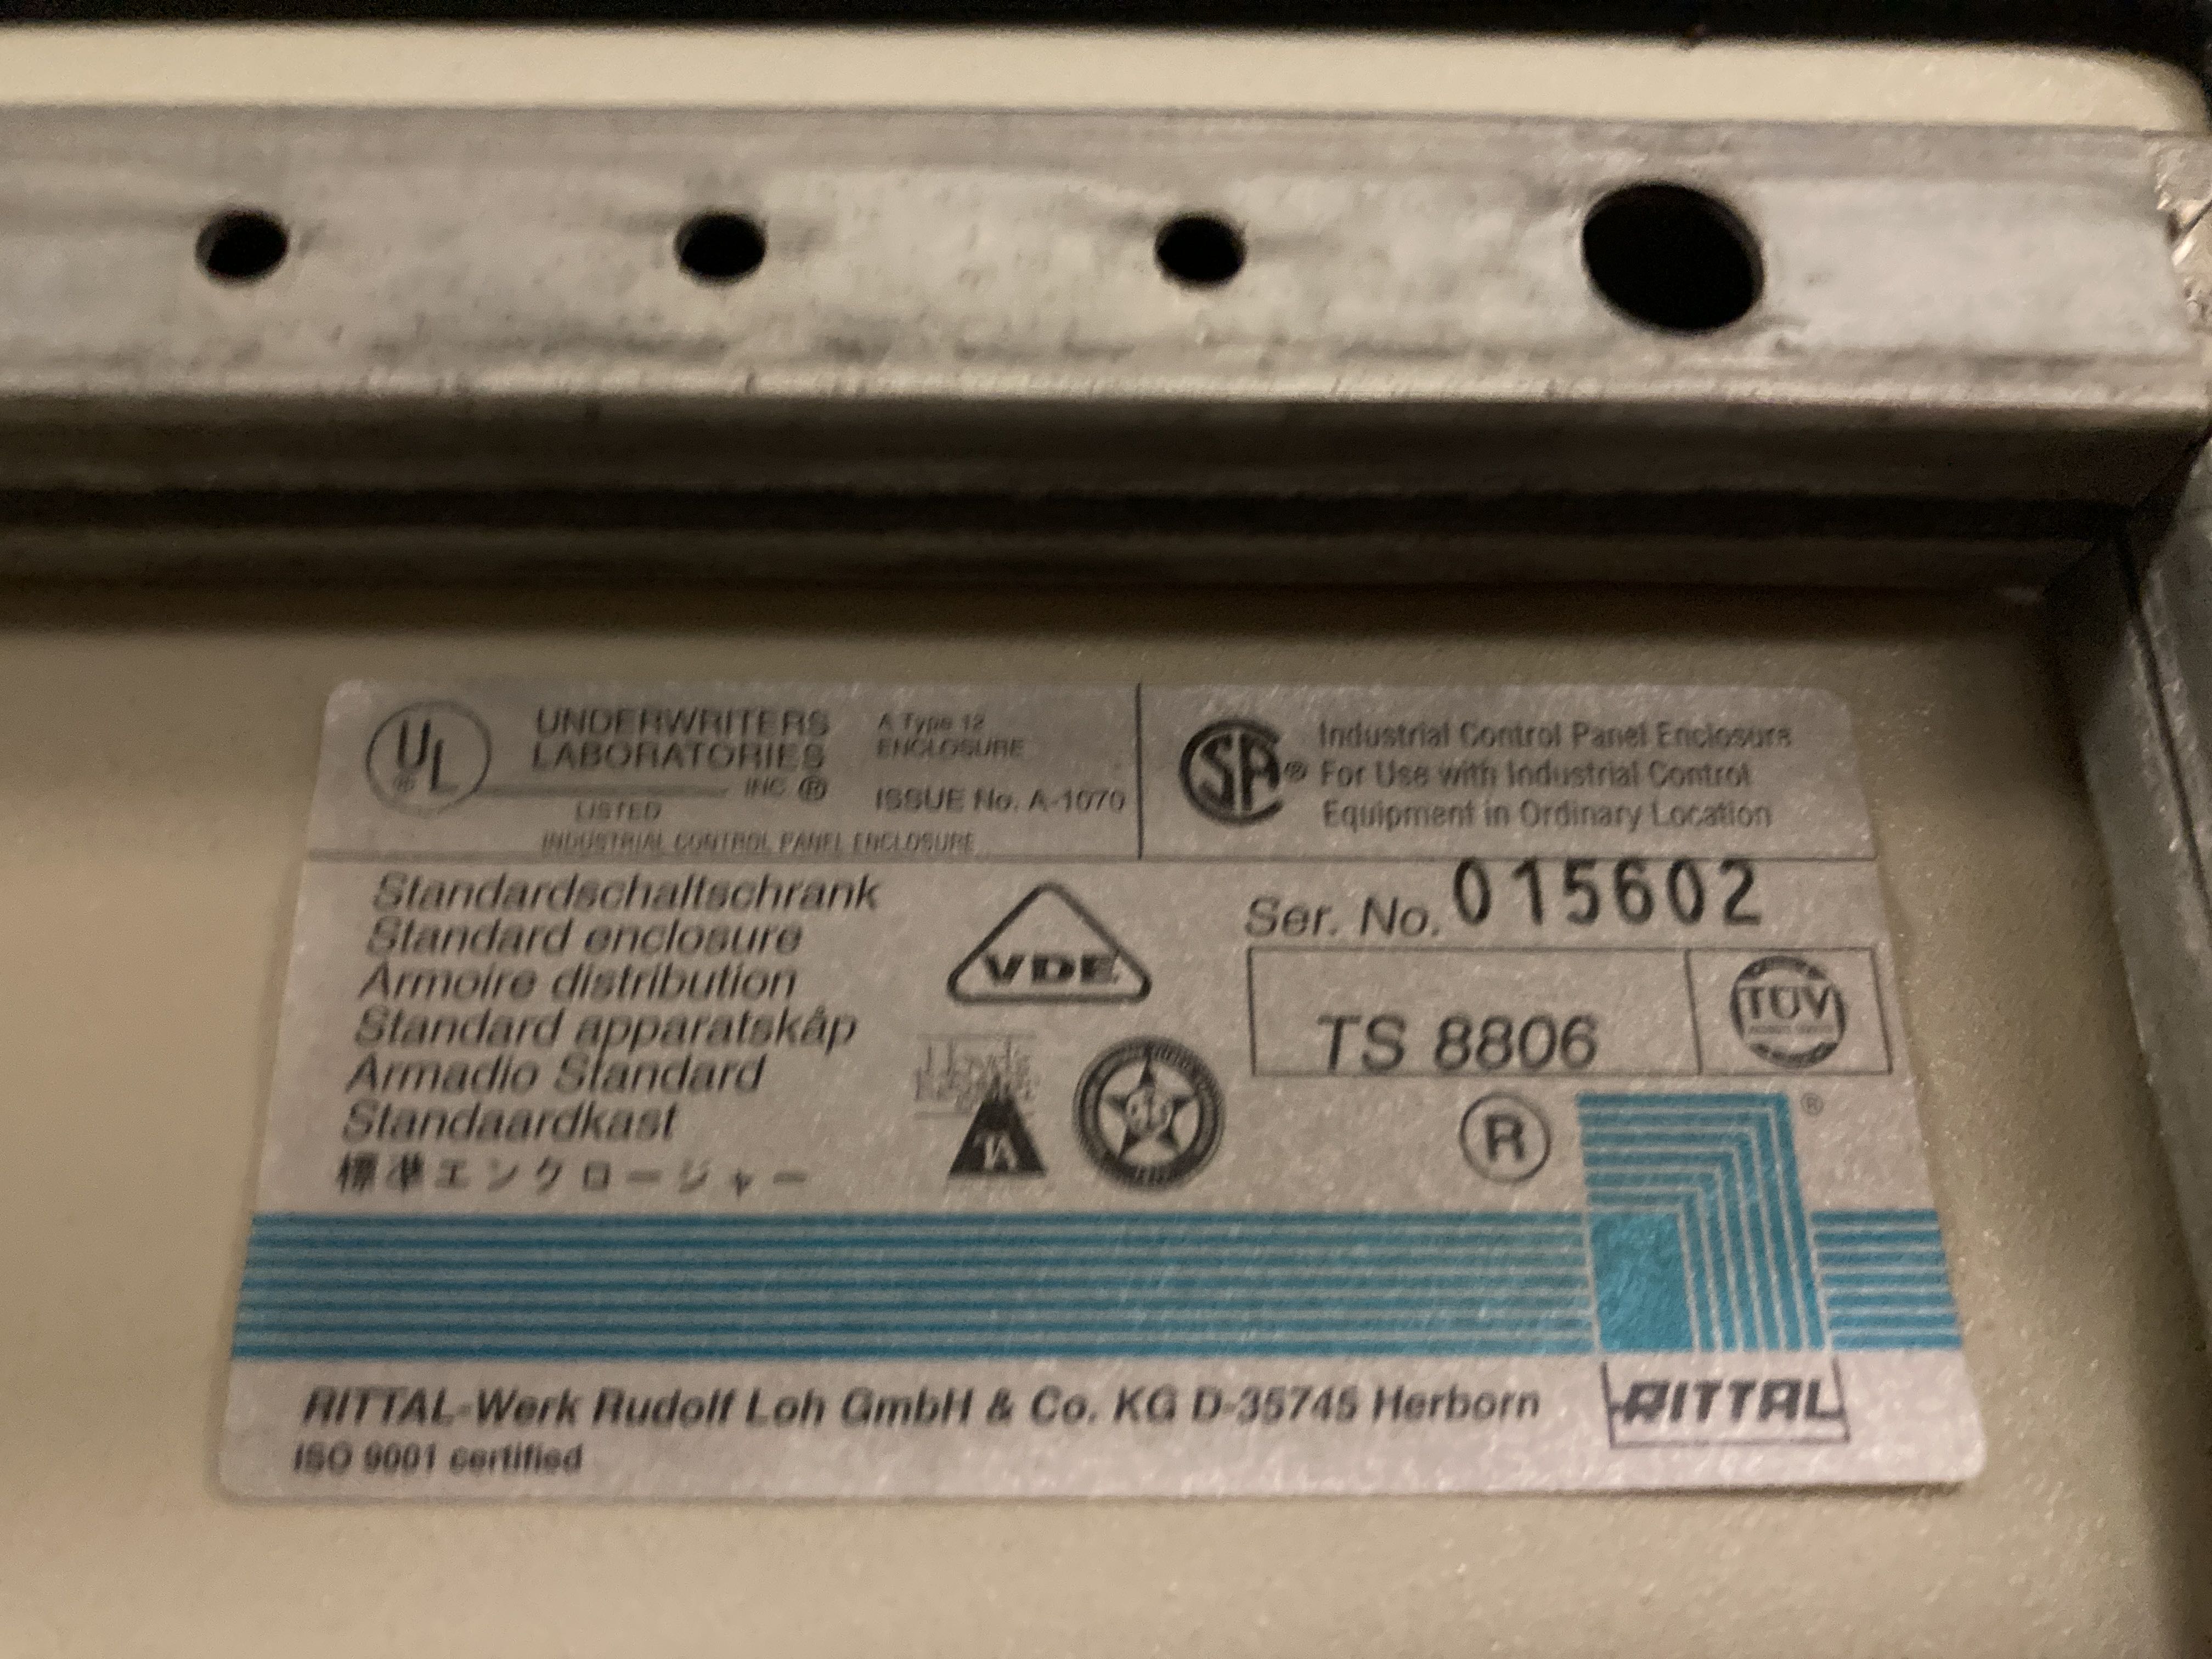 UL ®
UNDERWRITERS
LABORATORIES
INC. ®
LISTED
A Type 12
ENCLOSURE
ISSUE No. A-1070
INDUSTRIAL CONTROL PANEL ENCLOSURE
SA ®
Industrial Control Panel Enclosure
For Use with Industrial Control
Equipment in Ordinary Location
Standardschaltschrank
Standard enclosure
Armoire distribution
Standard apparatskåp
Armadio Standard
Standaardkast
標準エンクロージャー
VDE
Ser. No. 015602
TS 8806
TÜV
R
®
RITTAL-Werk Rudolf Loh GmbH & Co. KG D-35745 Herborn
ISO 9001 certified
RITTAL